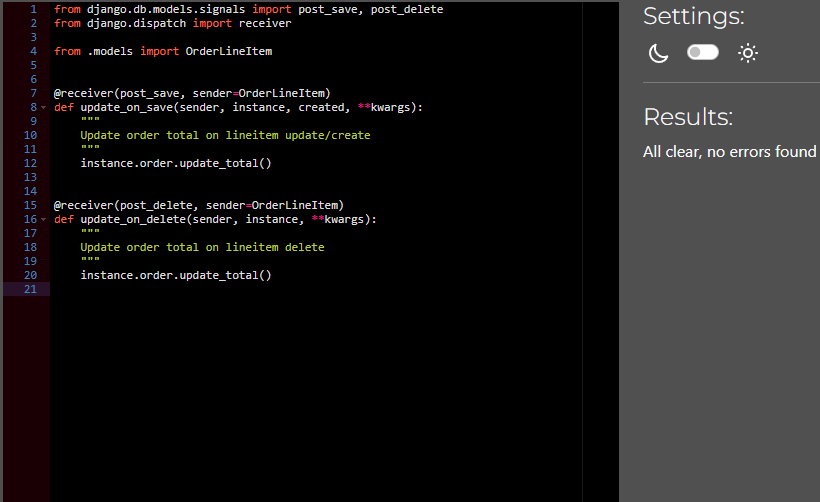 1 from django.db.models.signals import post_save, post_delete
2 from django.dispatch import receiver
3
4 from .models import OrderLineItem
5
6
7 @receiver(post_save, sender=OrderLineItem)
8 def update_on_save(sender, instance, created, **kwargs):
9     """
10     Update order total on lineitem update/create
11     """
12     instance.order.update_total()
13
14
15 @receiver(post_delete, sender=OrderLineItem)
16 def update_on_delete(sender, instance, **kwargs):
17     """
18     Update order total on lineitem delete
19     """
20     instance.order.update_total()
21
Settings:
Results:
All clear, no errors found